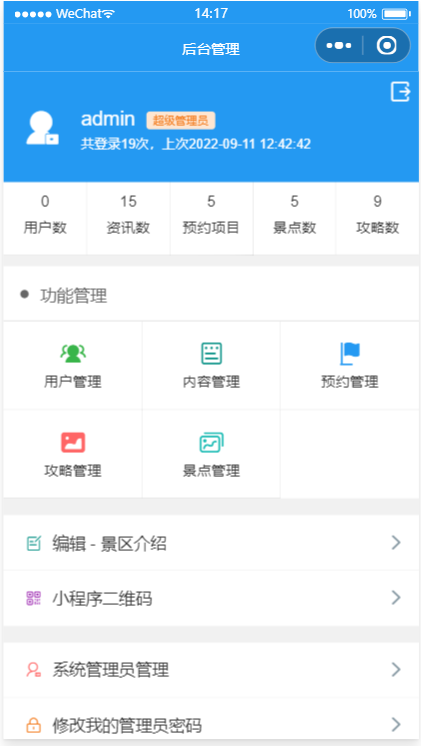 WeChat 14:17 100%
后台管理
admin 超级管理员
共登录19次，上次2022-09-11 12:42:42
0 15 5 5 9
用户数 资讯数 预约项目 景点数 攻略数
功能管理
用户管理 内容管理 预约管理
攻略管理 景点管理
编辑 - 景区介绍
小程序二维码
系统管理员管理
修改我的管理员密码